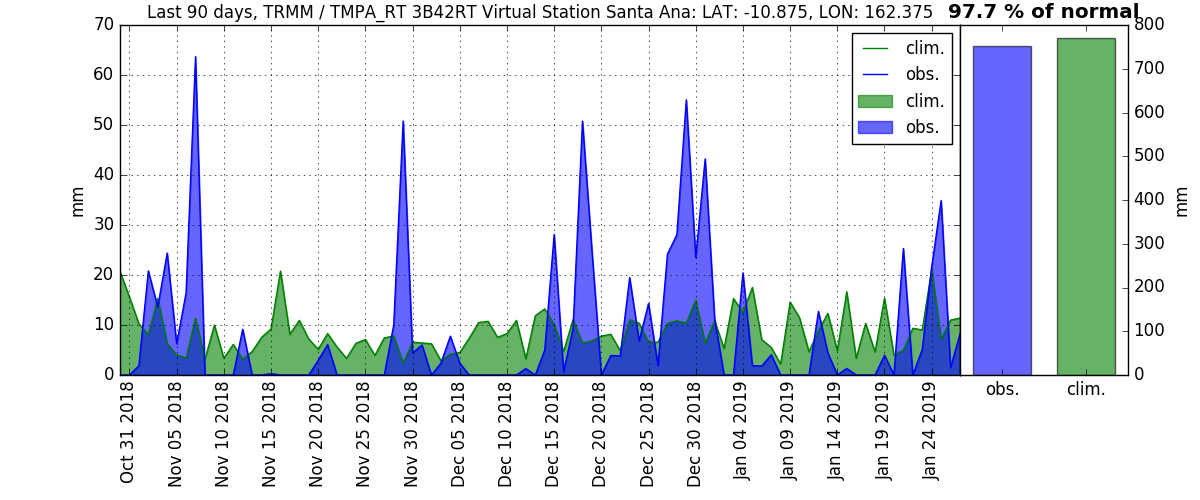 Last 90 days, TRMM / TMPA_RT 3B42RT Virtual Station Santa Ana: LAT: -10.875, LON: 162.375
97.7 % of normal
70
60
50
40
30
20
10
0
mm
clim.
obs.
clim.
obs.
800
700
600
500
400
300
200
100
0
mm
obs.
clim.
Oct 31 2018
Nov 05 2018
Nov 10 2018
Nov 15 2018
Nov 20 2018
Nov 25 2018
Nov 30 2018
Dec 05 2018
Dec 10 2018
Dec 15 2018
Dec 20 2018
Dec 25 2018
Dec 30 2018
Jan 04 2019
Jan 09 2019
Jan 14 2019
Jan 19 2019
Jan 24 2019